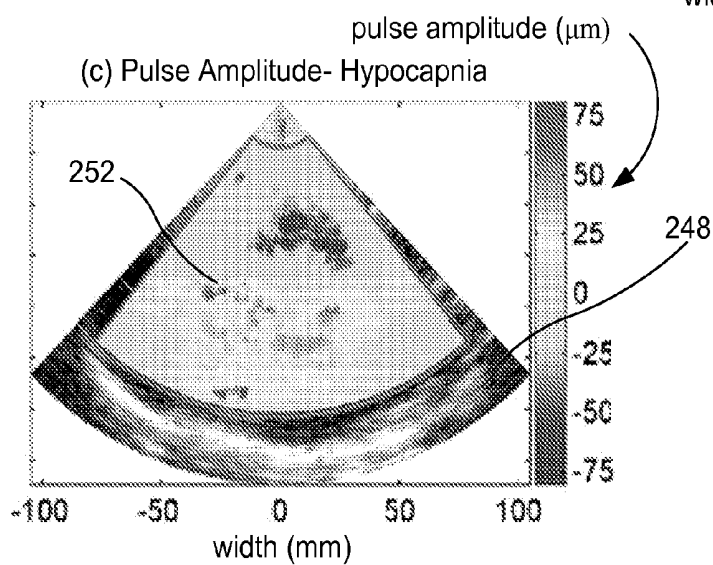 pulse amplitude (μm)
(c) Pulse Amplitude- Hypocapnia
75
252
50
25
248
0
-25
-50
-75
-100 -50 0 50 100
width (mm)